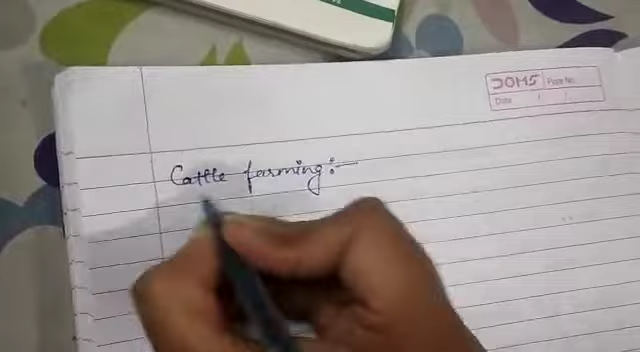 DOMS Page No.
Date / /
Cattle farming:-